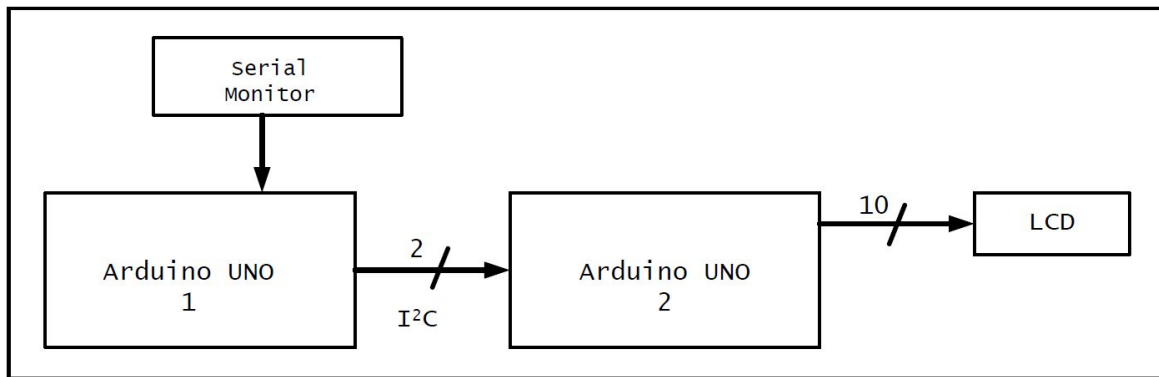 Serial
Monitor
Arduino UNO
1
2
I²C
Arduino UNO
2
10
LCD